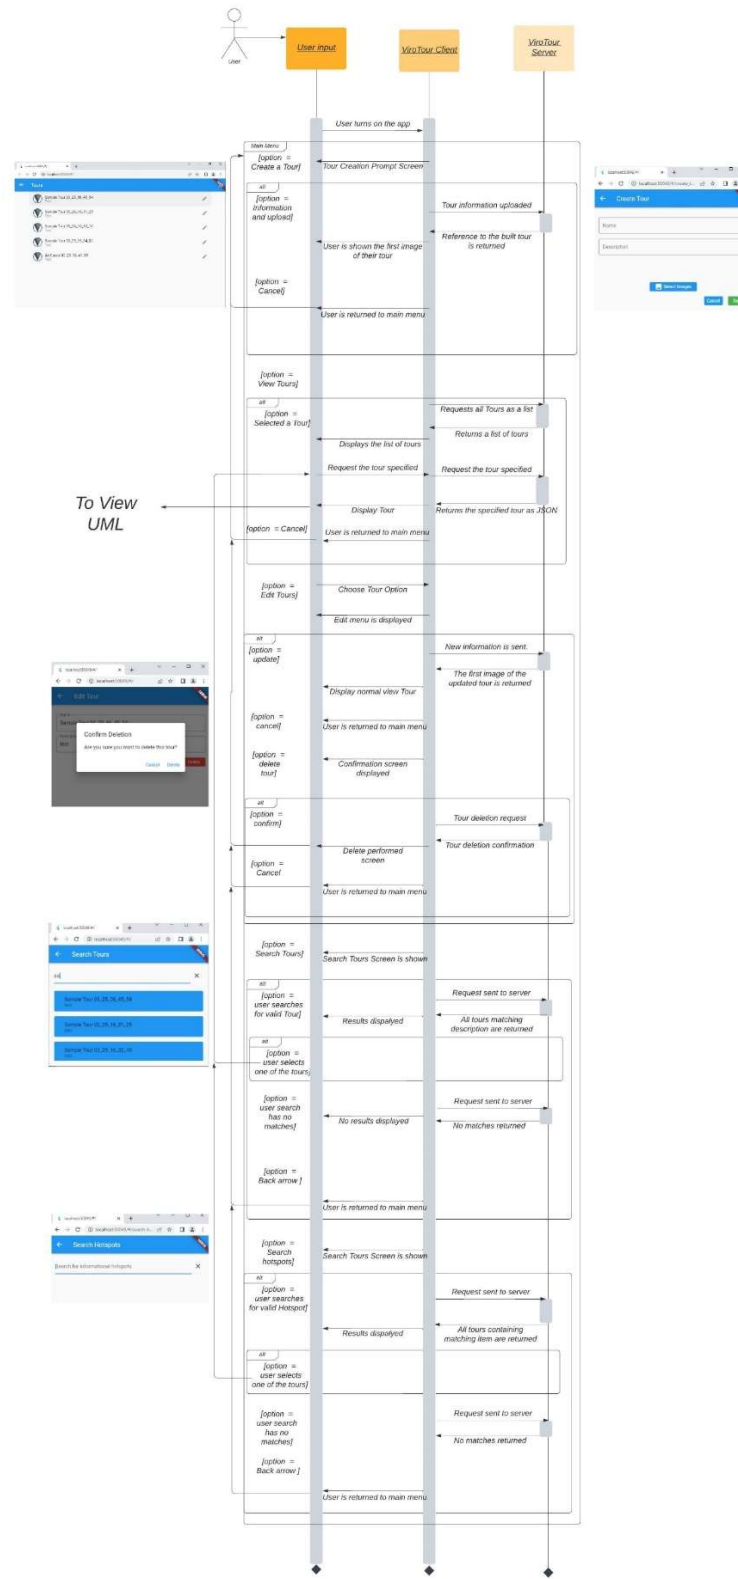 User
User input
ViroTour Client
ViroTour
Server
User turns on the app
Main Menu
[option =
Create a Tour]
Tour Creation Prompt Screen
alt
[option =
Information
and upload]
Tour information uploaded
Reference to the built tour
is returned
User is shown the first image
of their tour
[option =
Cancel]
User is returned to main menu
Tours
Create Tour
Name
Description
Select Images
Cancel
[option =
View Tours]
alt
[option =
Selected a Tour]
Requests all Tours as a list
Returns a list of tours
Displays the list of tours
Request the tour specified
Request the tour specified
To View
UML
Display Tour
Returns the specified tour as JSON
[option = Cancel]
User is returned to main menu
[option =
Edit Tours]
Choose Tour Option
Edit menu is displayed
alt
[option =
update]
New information is sent.
The first image of the
updated tour is returned
Display normal view Tour
[option =
cancel]
User is returned to main menu
[option =
delete
tour]
Confirmation screen
displayed
Edit Tour
Confirm Deletion
Are you sure you want to delete this tour?
Cancel
Delete
alt
[option =
confirm]
Tour deletion request
Tour deletion confirmation
Delete performed
screen
[option =
Cancel
User is returned to main menu
[option =
Search Tours]
Search Tours Screen is shown
Search Tours
alt
[option =
user searches
for valid Tour]
Request sent to server
All tours matching
description are returned
Results dispalyed
alt
[option =
user selects
one of the tours]
[option =
user search
has no
matches]
Request sent to server
No matches returned
No results displayed
[option =
Back arrow ]
User is returned to main menu
[option =
Search
hotspots]
Search Tours Screen is shown
Search Hotspots
Search for informational hotspots
alt
[option =
user searches
for valid Hotspot]
Request sent to server
All tours containing
matching item are returned
Results dispalyed
alt
[option =
user selects
one of the tours]
[option =
user search
has no
matches]
Request sent to server
No matches returned
[option =
Back arrow ]
User is returned to main menu